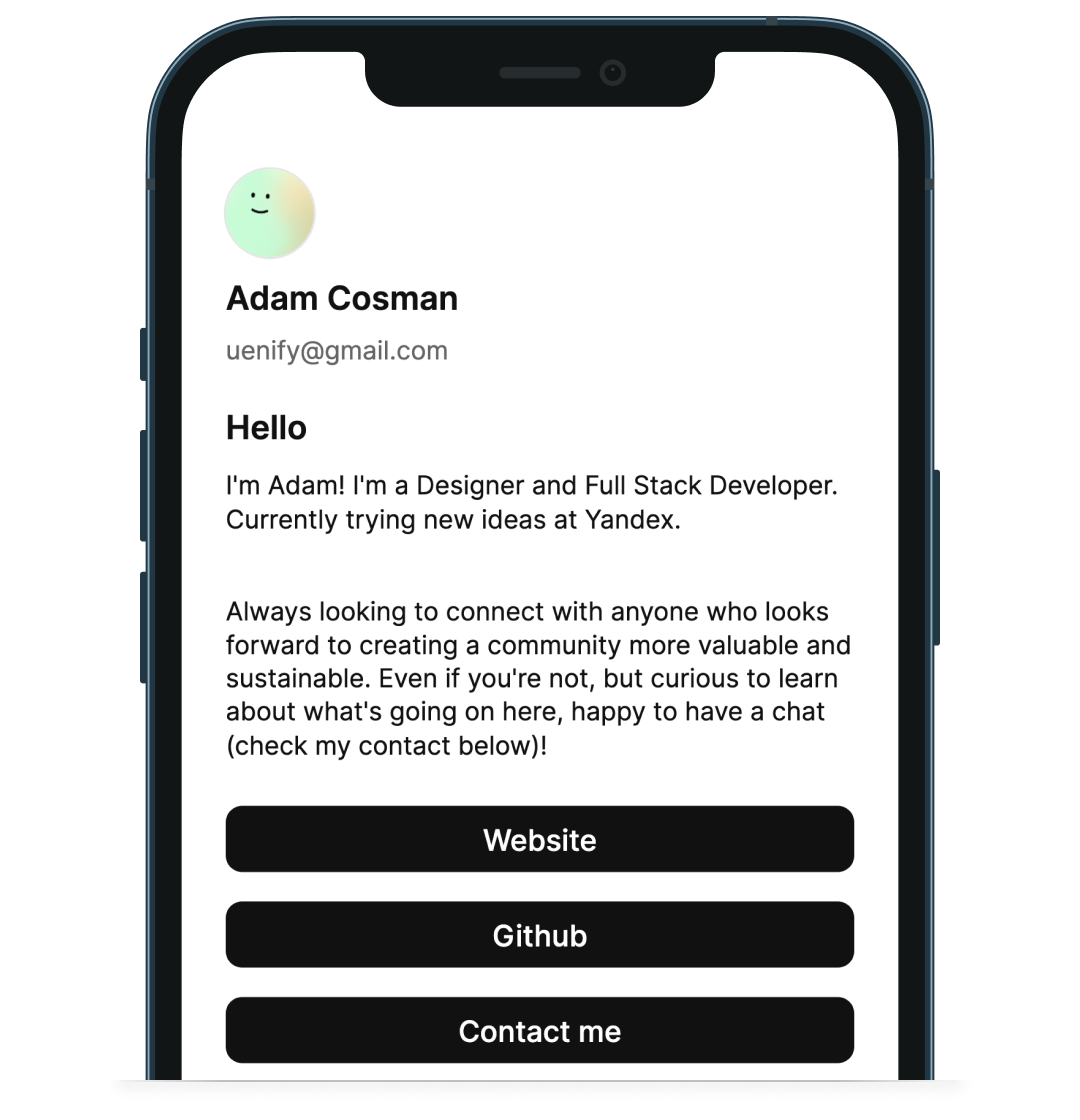 Adam Cosman
uenify@gmail.com
Hello
I'm Adam! I'm a Designer and Full Stack Developer.
Currently trying new ideas at Yandex.
Always looking to connect with anyone who looks
forward to creating a community more valuable and
sustainable. Even if you're not, but curious to learn
about what's going on here, happy to have a chat
(check my contact below)!
Website
Github
Contact me